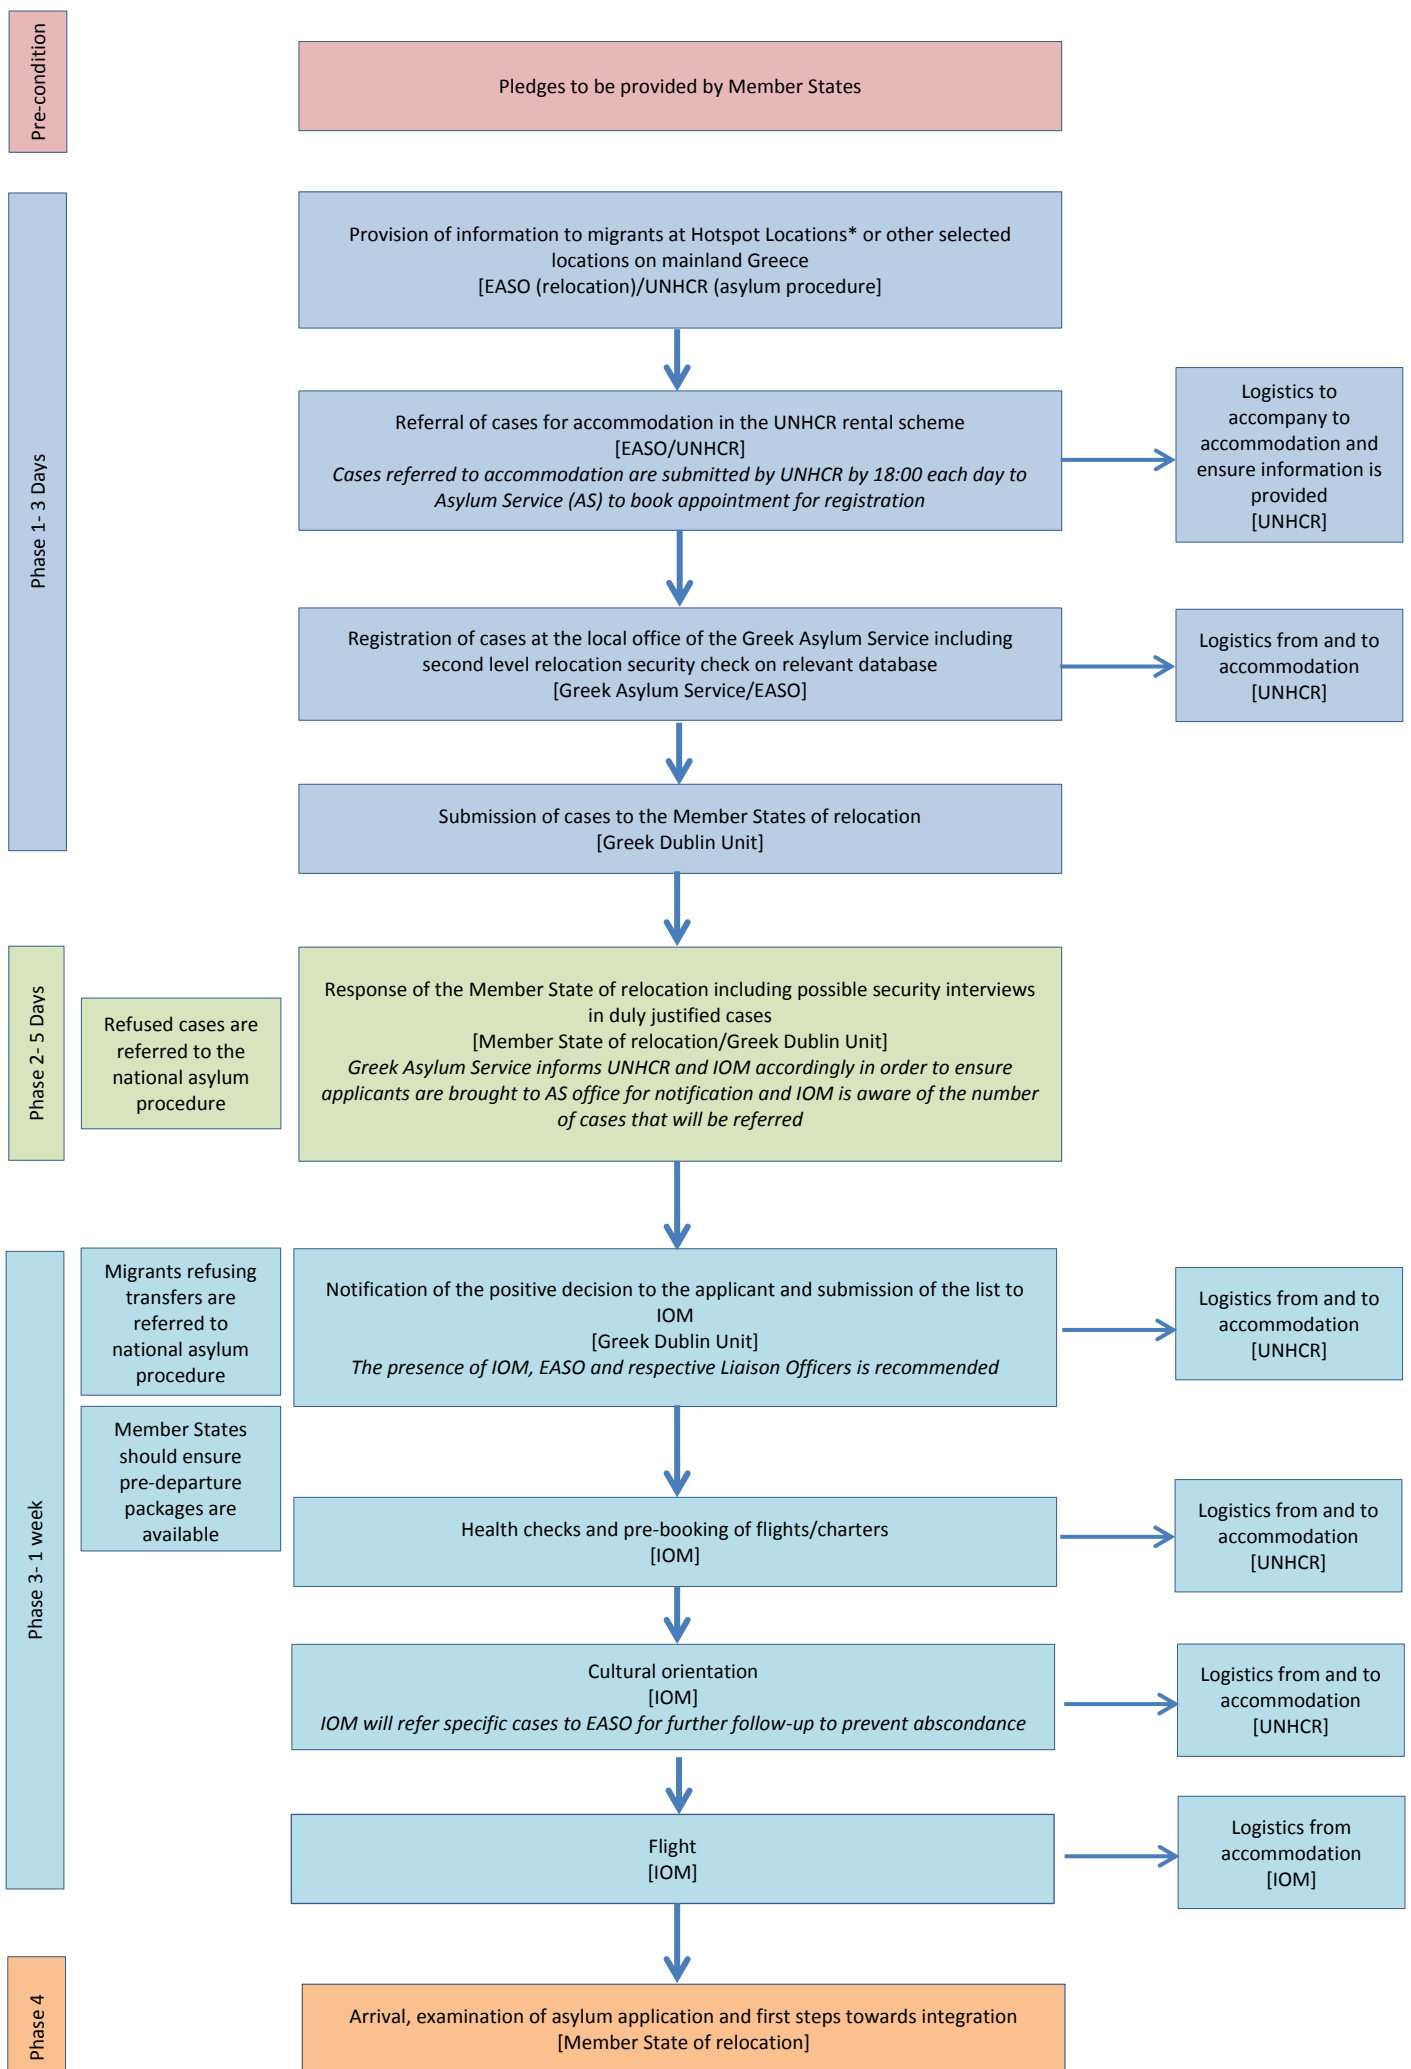 Pre-condition
Pledges to be provided by Member States
Phase 1- 3 Days
Provision of information to migrants at Hotspot Locations* or other selected
locations on mainland Greece
[EASO (relocation)/UNHCR (asylum procedure]
Referral of cases for accommodation in the UNHCR rental scheme
[EASO/UNHCR]
Cases referred to accommodation are submitted by UNHCR by 18:00 each day to
Asylum Service (AS) to book appointment for registration
Logistics to
accompany to
accommodation and
ensure information is
provided
[UNHCR]
Registration of cases at the local office of the Greek Asylum Service including
second level relocation security check on relevant database
[Greek Asylum Service/EASO]
Logistics from and to
accommodation
[UNHCR]
Submission of cases to the Member States of relocation
[Greek Dublin Unit]
Phase 2- 5 Days
Refused cases are
referred to the
national asylum
procedure
Response of the Member State of relocation including possible security interviews
in duly justified cases
[Member State of relocation/Greek Dublin Unit]
Greek Asylum Service informs UNHCR and IOM accordingly in order to ensure
applicants are brought to AS office for notification and IOM is aware of the number
of cases that will be referred
Phase 3- 1 week
Migrants refusing
transfers are
referred to
national asylum
procedure
Notification of the positive decision to the applicant and submission of the list to
IOM
[Greek Dublin Unit]
The presence of IOM, EASO and respective Liaison Officers is recommended
Logistics from and to
accommodation
[UNHCR]
Member States
should ensure
pre-departure
packages are
available
Health checks and pre-booking of flights/charters
[IOM]
Logistics from and to
accommodation
[UNHCR]
Cultural orientation
[IOM]
IOM will refer specific cases to EASO for further follow-up to prevent abscondance
Logistics from and to
accommodation
[UNHCR]
Flight
[IOM]
Logistics from
accommodation
[IOM]
Phase 4
Arrival, examination of asylum application and first steps towards integration
[Member State of relocation]